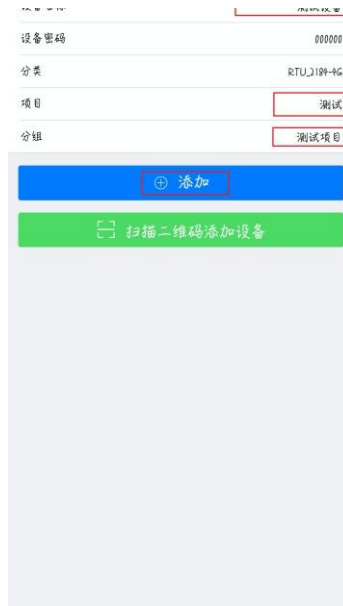 设备密码 000000
分类 RTU_2189-4G
项目 测试
分组 测试项目
添加
扫描二维码添加设备